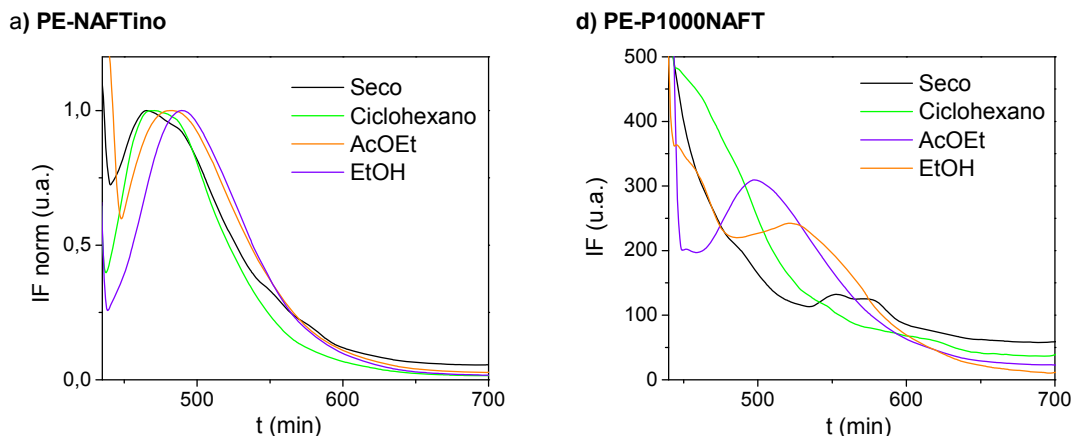 a) PE-NAFTino
IF norm (u.a.)
1,0
0,5
0,0
500
600
700
t (min)
Seco
Ciclohexano
AcOEt
EtOH
d) PE-P1000NAFT
IF (u.a.)
500
400
300
200
100
0
500
600
700
t (min)
Seco
Ciclohexano
AcOEt
EtOH